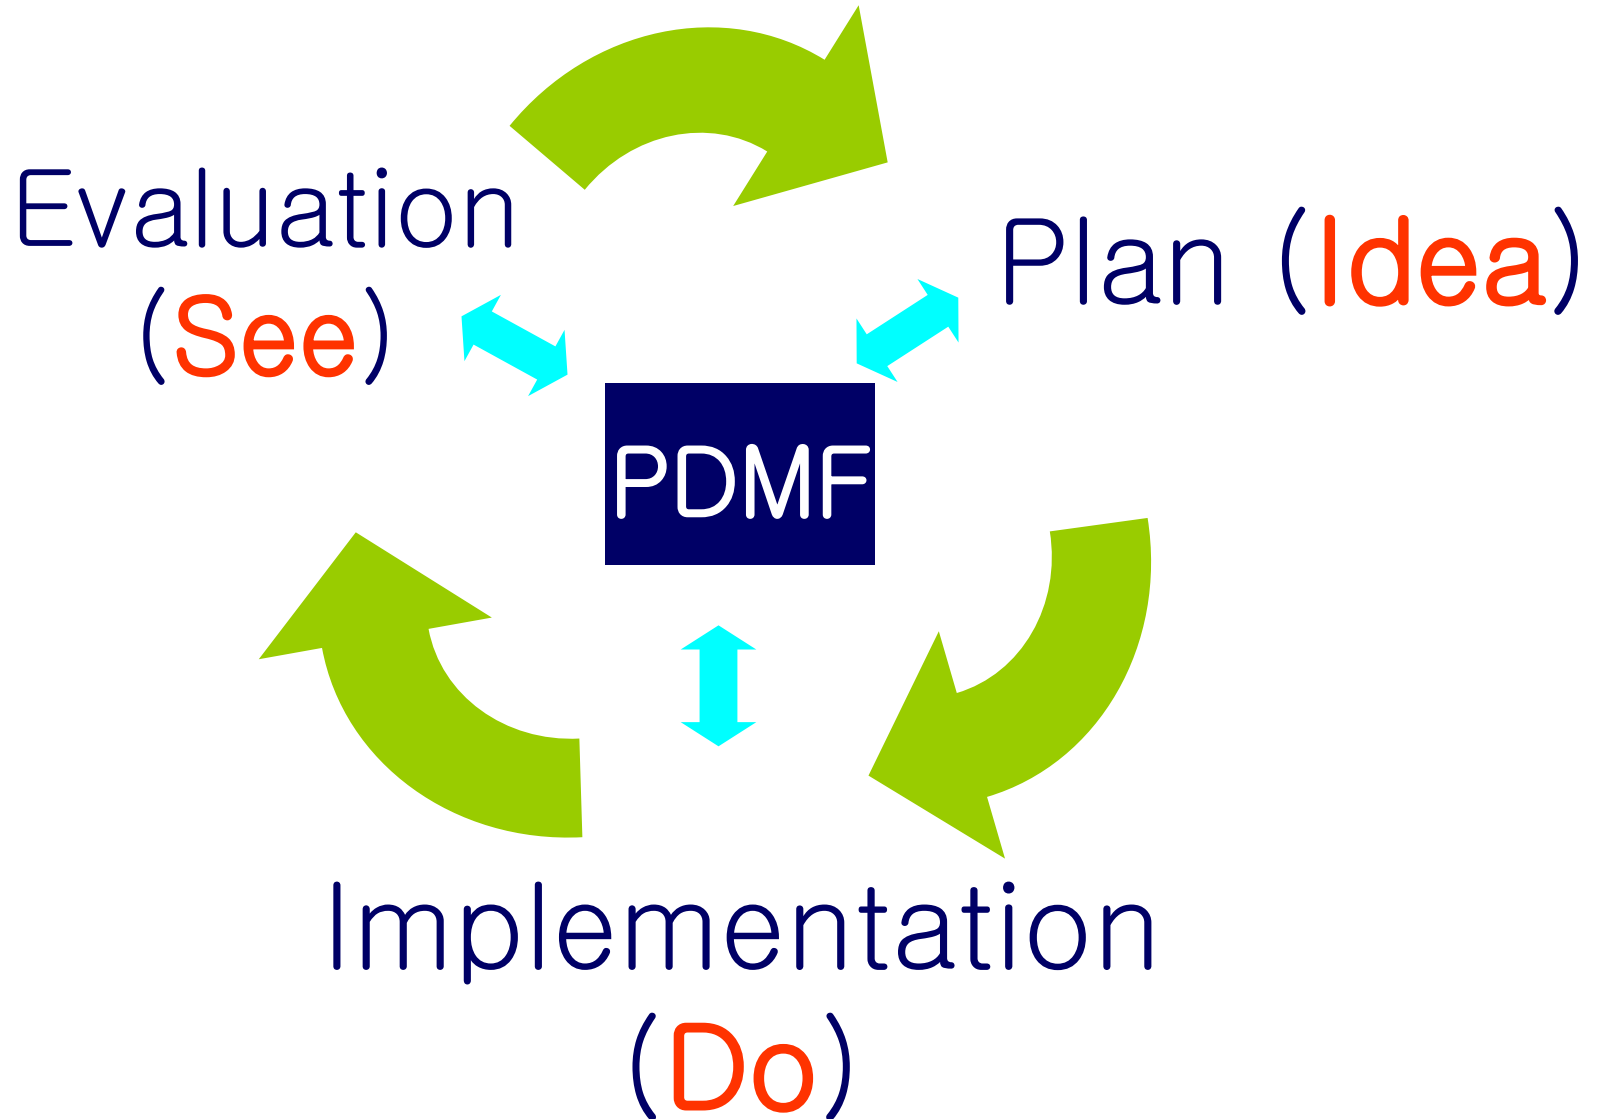 Evaluation
(See)
Plan (Idea)
PDMF
Implementation
(Do)